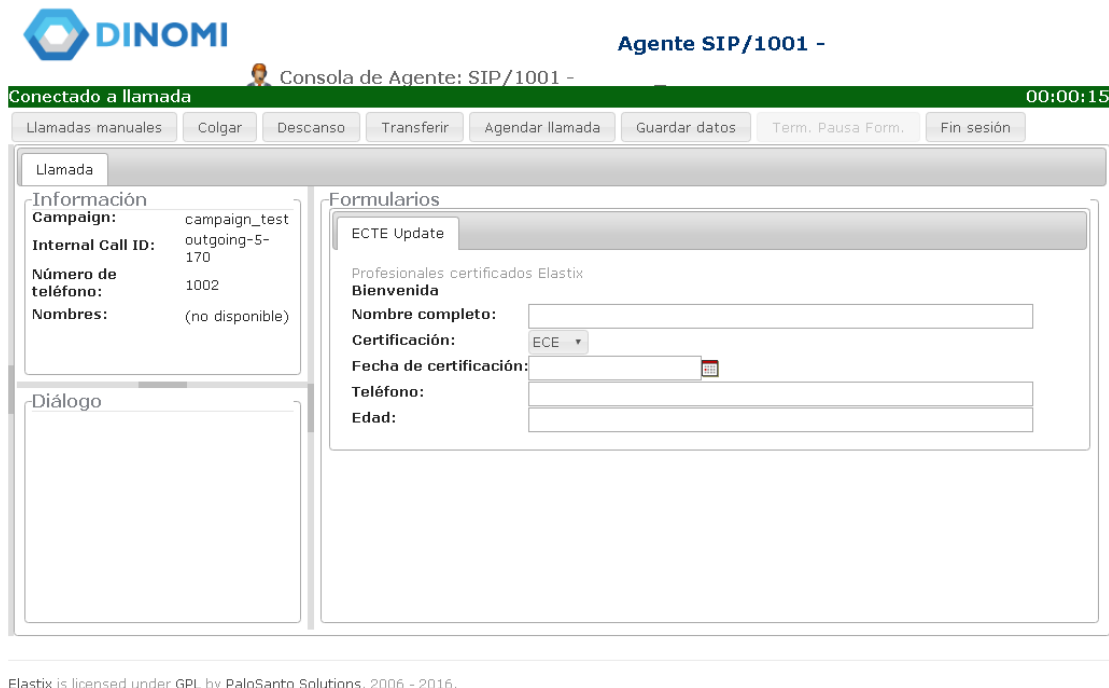 DINOMI
Agente SIP/1001 -
Consola de Agente: SIP/1001 -
Conectado a llamada 00:00:15
Llamadas manuales Colgar Descanso Transferir Agendar llamada Guardar datos Term. Pausa Form. Fin sesión
Llamada
Información
Campaign: campaign_test
Internal Call ID: outgoing-5-
170
Número de
teléfono: 1002
Nombres: (no disponible)
Diálogo
Formularios
ECTE Update
Profesionales certificados Elastix
Bienvenida
Nombre completo:
Certificación: ECE
Fecha de certificación:
Teléfono:
Edad:
Elastix is licensed under GPL by PaloSanto Solutions. 2006 - 2016.